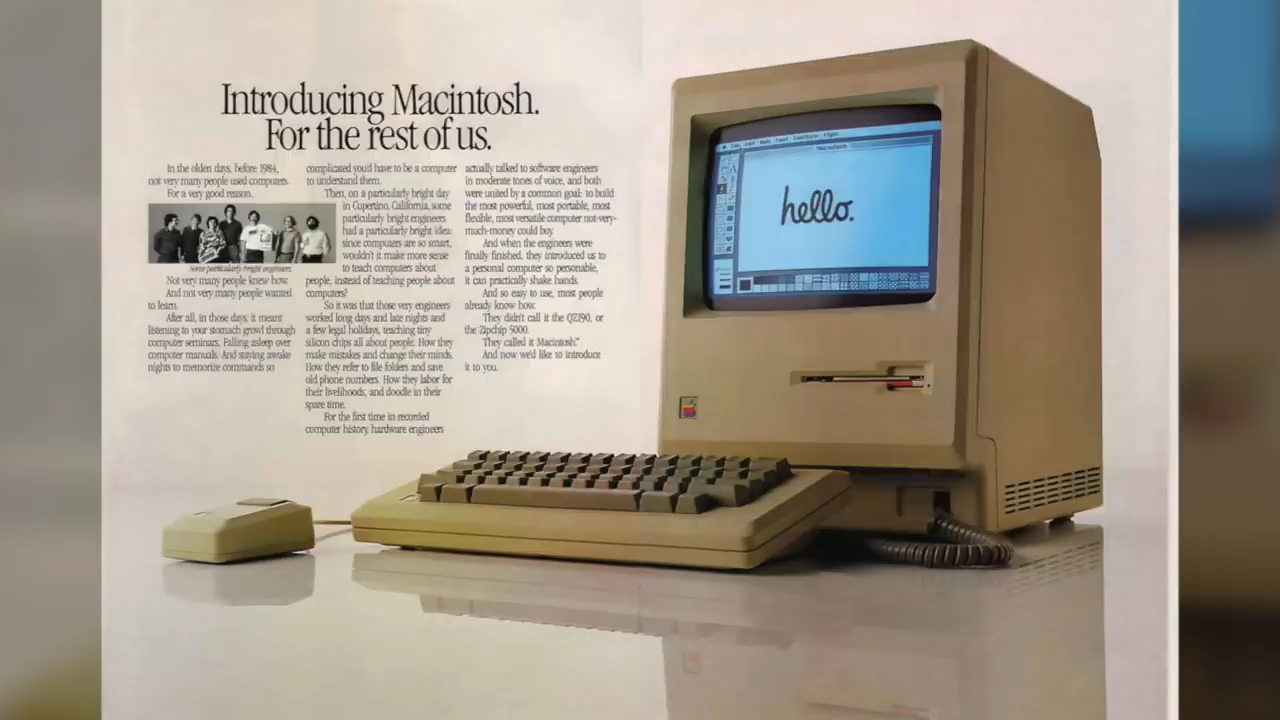 Introducing Macintosh.
For the rest of us.
In the olden days, before 1984,
not very many people used computers.
For a very good reason.
Some particularly bright engineers.
Not very many people knew how.
And not very many people wanted
to learn.
After all, in those days, it meant
listening to your stomach growl through
computer seminars. Falling asleep over
computer manuals. And staying awake
nights to memorize commands so
complicated you'd have to be a computer
to understand them.
Then, on a particularly bright day
in Cupertino, California, some
particularly bright engineers
had a particularly bright idea:
since computers are so smart,
wouldn't it make more sense
to teach computers about
people, instead of teaching people about
computers?
So it was that those very engineers
worked long days and late nights and
a few legal holidays, teaching tiny
silicon chips all about people. How they
make mistakes and change their minds.
How they refer to file folders and save
old phone numbers. How they labor for
their livelihoods, and doodle in their
spare time.
For the first time in recorded
computer history, hardware engineers
actually talked to software engineers
in moderate tones of voice, and both
were united by a common goal: to build
the most powerful, most portable, most
flexible, most versatile computer not-very-
much-money could buy.
And when the engineers were
finally finished, they introduced us to
a personal computer so personable,
it can practically shake hands.
And so easy to use, most people
already know how.
They didn't call it the QZ190, or
the Zipchip 5000.
They called it Macintosh.™
And now we'd like to introduce
it to you.
hello.